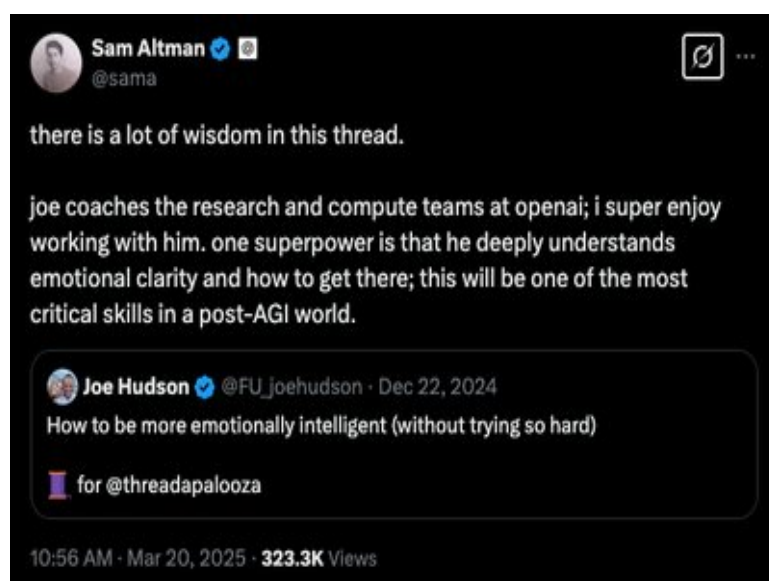 Sam Altman
@sama
there is a lot of wisdom in this thread.
joe coaches the research and compute teams at openai; i super enjoy
working with him. one superpower is that he deeply understands
emotional clarity and how to get there; this will be one of the most
critical skills in a post-AGI world.
Joe Hudson @FU_joehudson · Dec 22, 2024
How to be more emotionally intelligent (without trying so hard)
🧵 for @threadapalooza
10:56 AM · Mar 20, 2025 · 323.3K Views